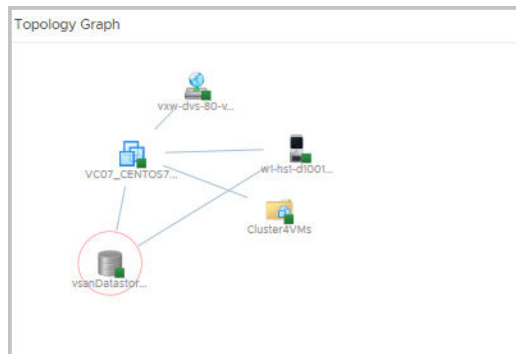 Topology Graph
vxw-dvs-80-v...
VC07_CENTOS7...
w1-hs1-d1001...
Cluster4VMs
vsanDatastor...